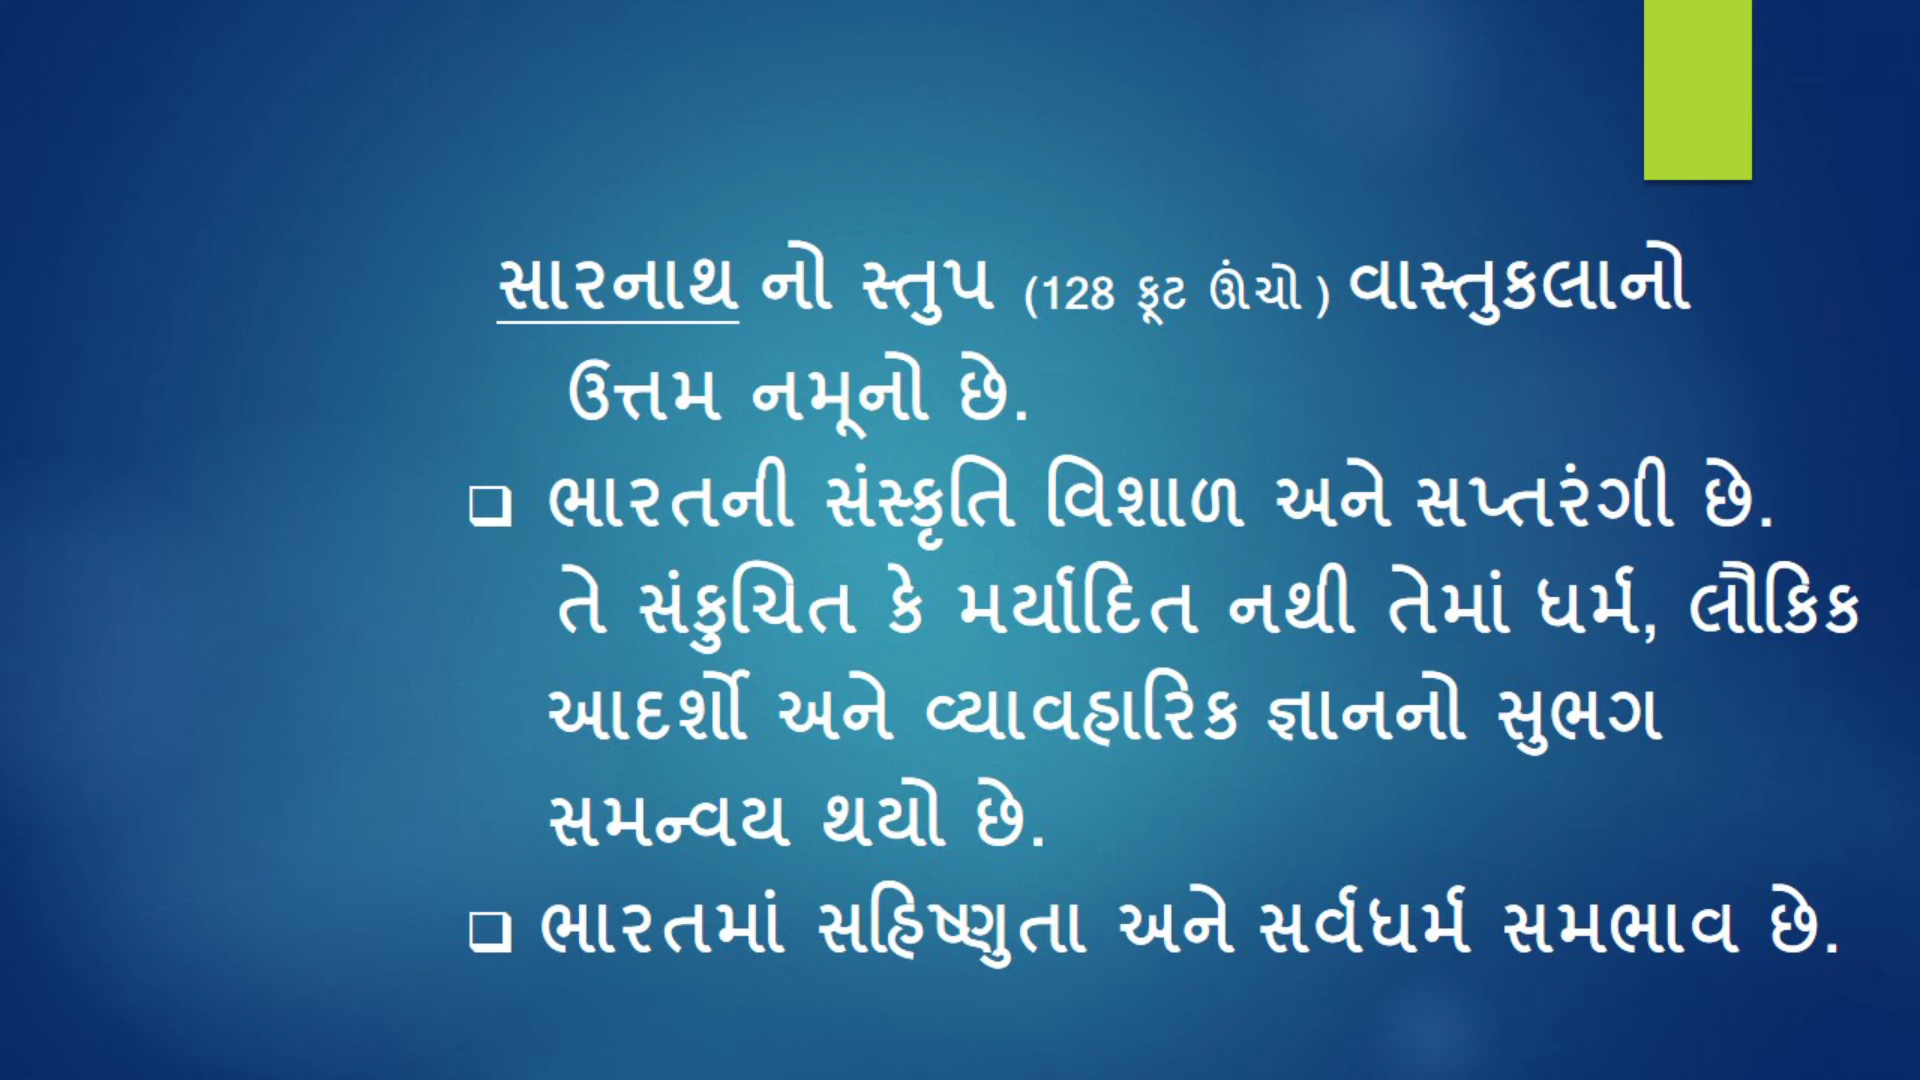 સારનાથ નો સ્તુપ (128 ફૂટ ઊંચો ) વાસ્તુકલાનો
ઉત્તમ નમૂનો છે.
❑ ભારતની સંસ્કૃતિ વિશાળ અને સપ્તરંગી છે.
તે સંકુચિત કે મર્યાદિત નથી તેમાં ધર્મ, લૌકિક
આદર્શો અને વ્યાવહારિક જ્ઞાનનો સુભગ
સમન્વય થયો છે.
❑ ભારતમાં સહિષ્ણુતા અને સર્વધર્મ સમભાવ છે.